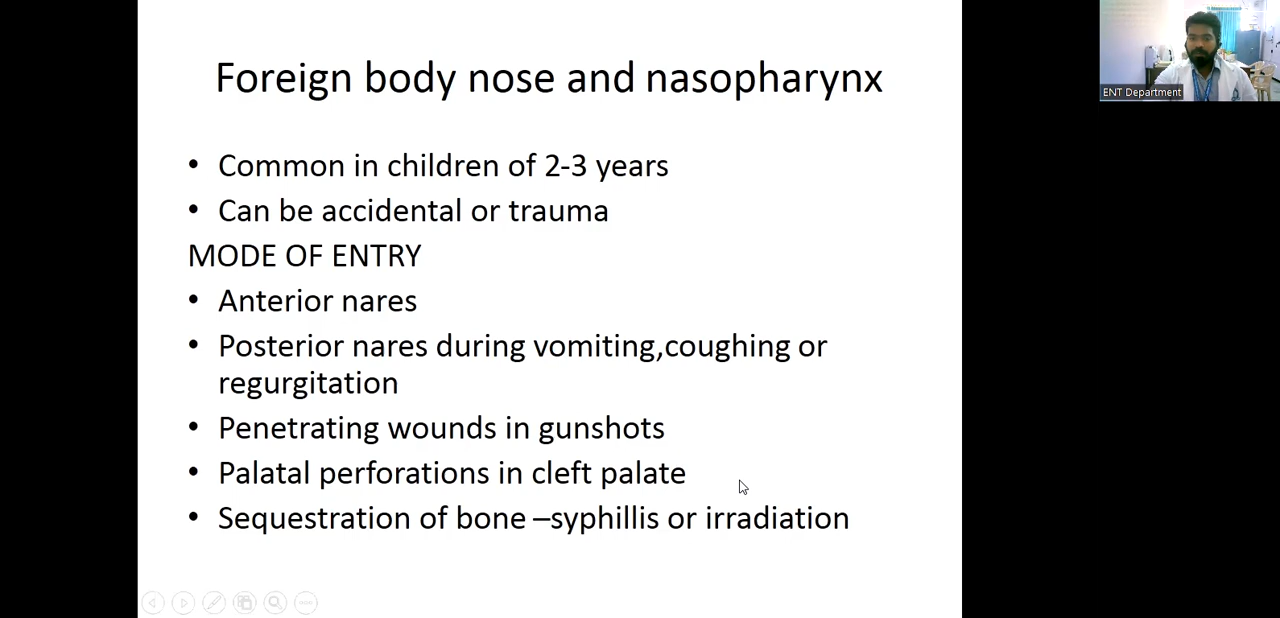 Foreign body nose and nasopharynx
• Common in children of 2-3 years
• Can be accidental or trauma
MODE OF ENTRY
• Anterior nares
• Posterior nares during vomiting,coughing or
regurgitation
• Penetrating wounds in gunshots
• Palatal perforations in cleft palate
• Sequestration of bone –syphillis or irradiation
ENT Department